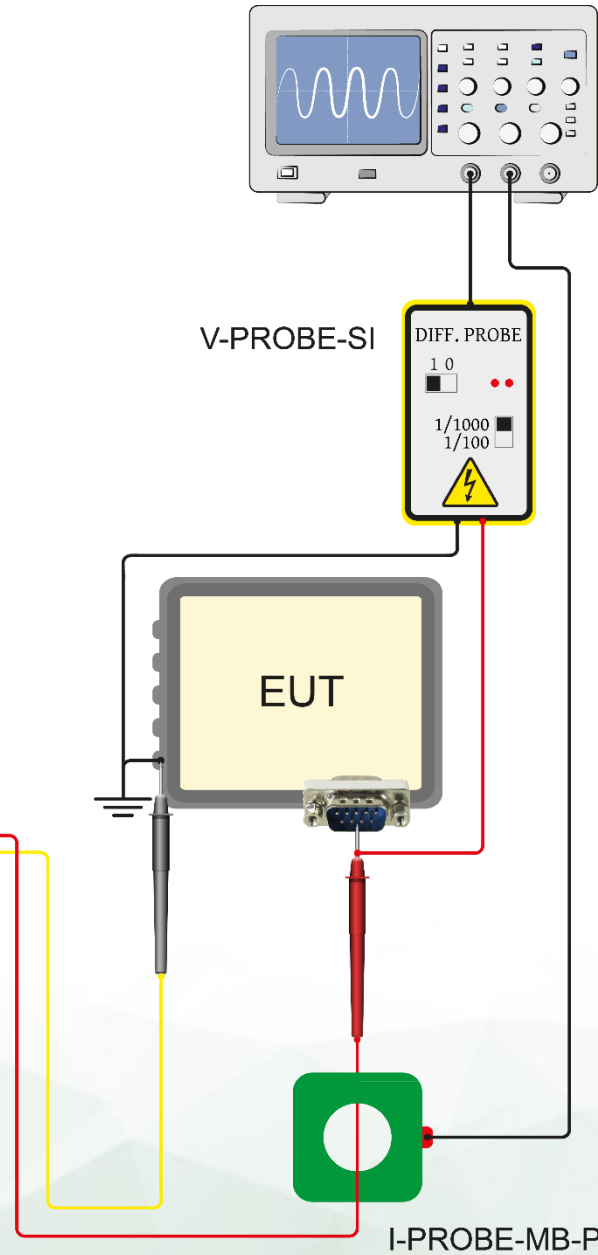 V-PROBE-SI
DIFF. PROBE
1 0
1/1000
1/100
EUT
I-PROBE-MB-P